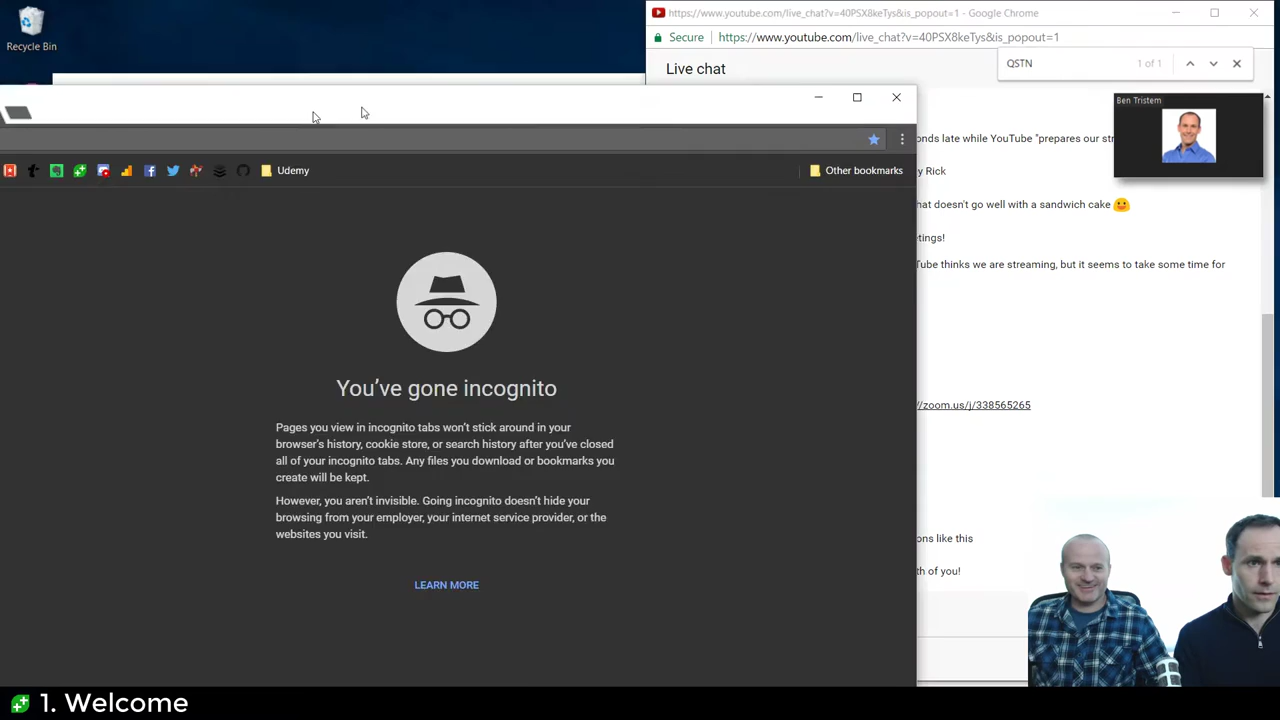 Recycle Bin
https://www.youtube.com/live_chat?v=40PSX8keTys&is_popout=1 - Google Chrome
Secure
https://www.youtube.com/live_chat?v=40PSX8keTys&is_popout=1
Live chat
QSTN
1 of 1
Ben Tristem
onds late while YouTube "prepares our str
y Rick
hat doesn't go well with a sandwich cake
etings!
Tube thinks we are streaming, but it seems to take some time for
//zoom.us/j/338565265
ons like this
th of you!
Udemy
Other bookmarks
You've gone incognito
Pages you view in incognito tabs won't stick around in your
browser's history, cookie store, or search history after you've closed
all of your incognito tabs. Any files you download or bookmarks you
create will be kept.
However, you aren't invisible. Going incognito doesn't hide your
browsing from your employer, your internet service provider, or the
websites you visit.
LEARN MORE
1. Welcome